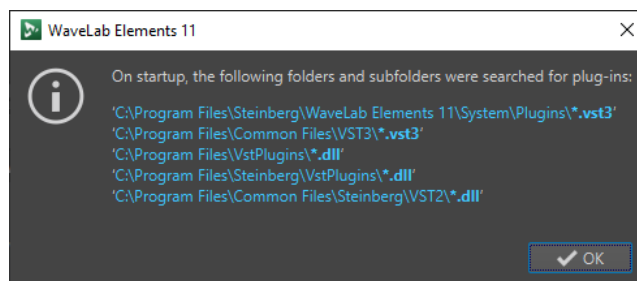 WaveLab Elements 11
On startup, the following folders and subfolders were searched for plug-ins:
'C:\Program Files\Steinberg\WaveLab Elements 11\System\Plugins\*.vst3'
'C:\Program Files\Common Files\VST3\*.vst3'
'C:\Program Files\VstPlugins\*.dll'
'C:\Program Files\Steinberg\VstPlugins\*.dll'
'C:\Program Files\Common Files\Steinberg\VST2\*.dll'
OK